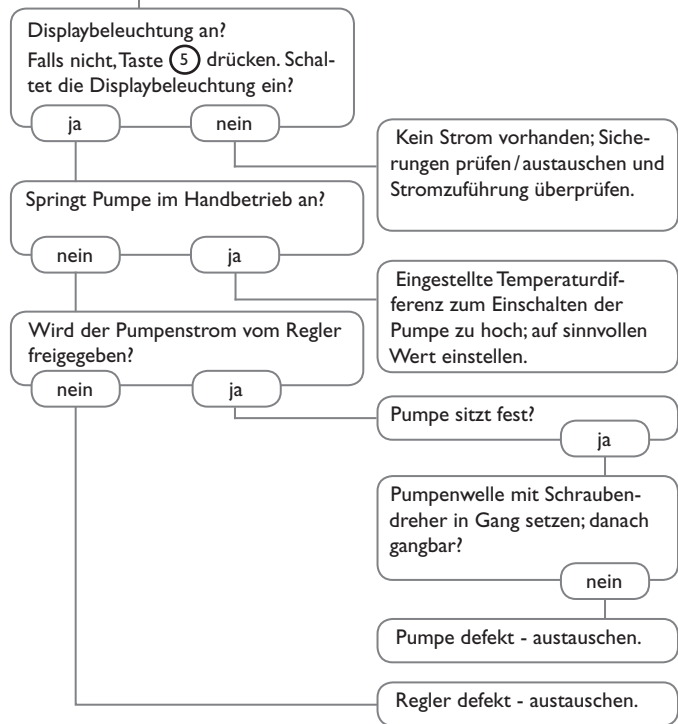 Displaybeleuchtung an?
Falls nicht, Taste 5 drücken. Schal-
tet die Displaybeleuchtung ein?
ja
nein
Kein Strom vorhanden; Siche-
rungen prüfen/austauschen und
Stromzuführung überprüfen.
Springt Pumpe im Handbetrieb an?
nein
ja
Eingestellte Temperaturdif-
ferenz zum Einschalten der
Pumpe zu hoch; auf sinnvollen
Wert einstellen.
Wird der Pumpenstrom vom Regler
freigegeben?
nein
ja
Pumpe sitzt fest?
ja
Pumpenwelle mit Schrauben-
dreher in Gang setzen; danach
gangbar?
nein
Pumpe defekt - austauschen.
Regler defekt - austauschen.